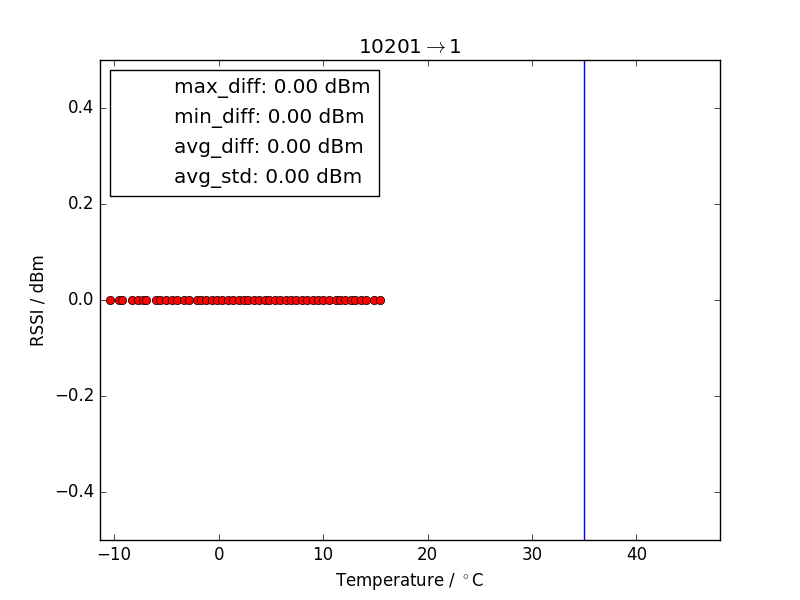 10201→1
max_diff: 0.00 dBm
min_diff: 0.00 dBm
avg_diff: 0.00 dBm
avg_std: 0.00 dBm
0.4
0.2
0.0
−0.2
−0.4
RSSI / dBm
−10 0 10 20 30 40
Temperature / °C